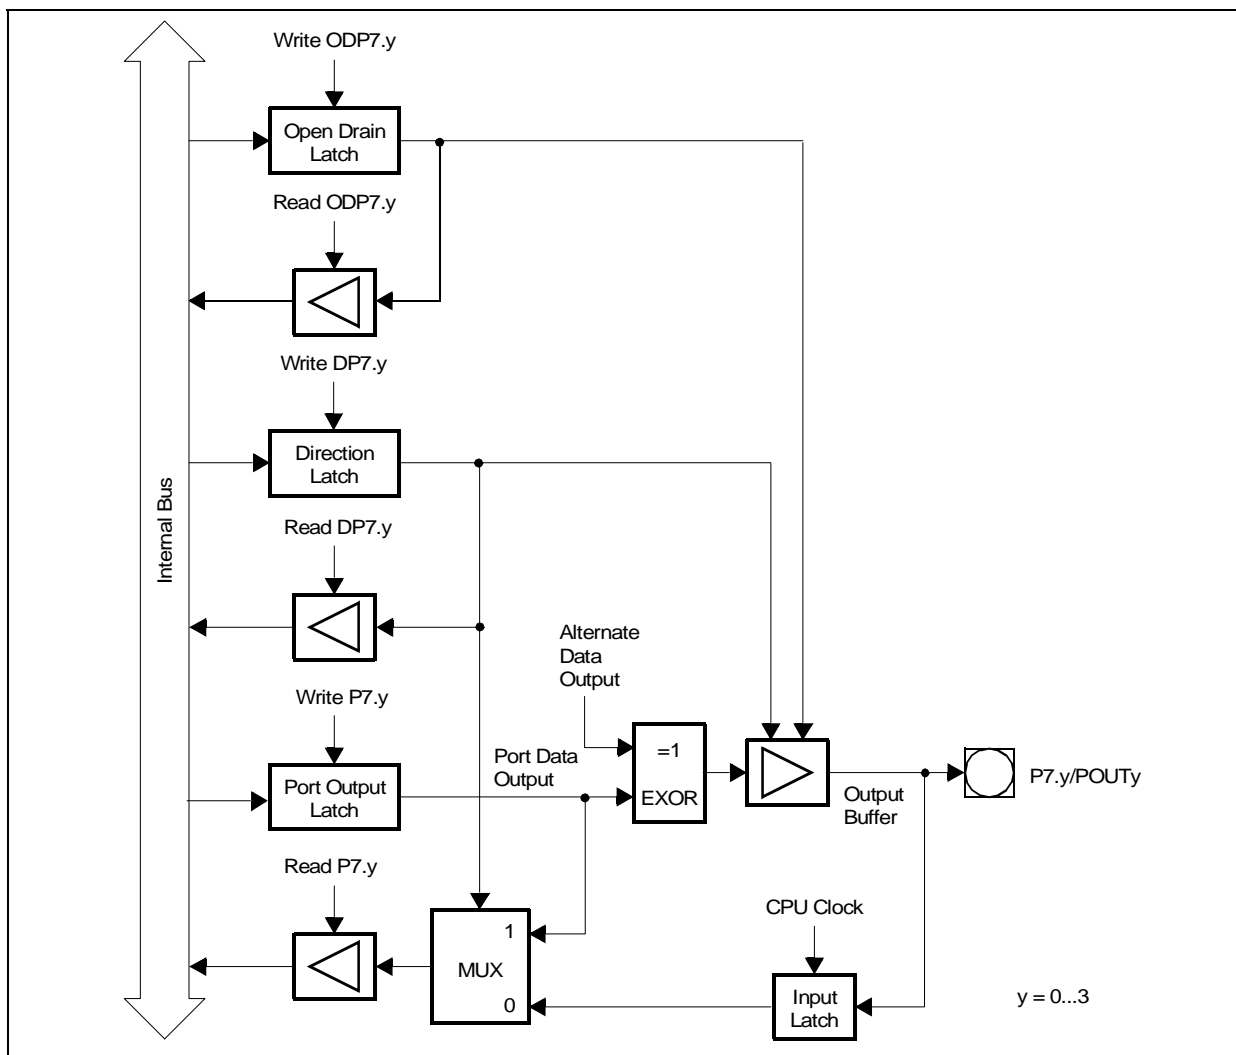 Write ODP7.y
Open Drain
Latch
Read ODP7.y
Write DP7.y
Direction
Latch
Internal Bus
Read DP7.y
Alternate
Data
Output
Write P7.y
=1
EXOR
Port Data
Output
Port Output
Latch
Output
Buffer
P7.y/POUTy
Read P7.y
CPU Clock
1
MUX
0
Input
Latch
y = 0...3